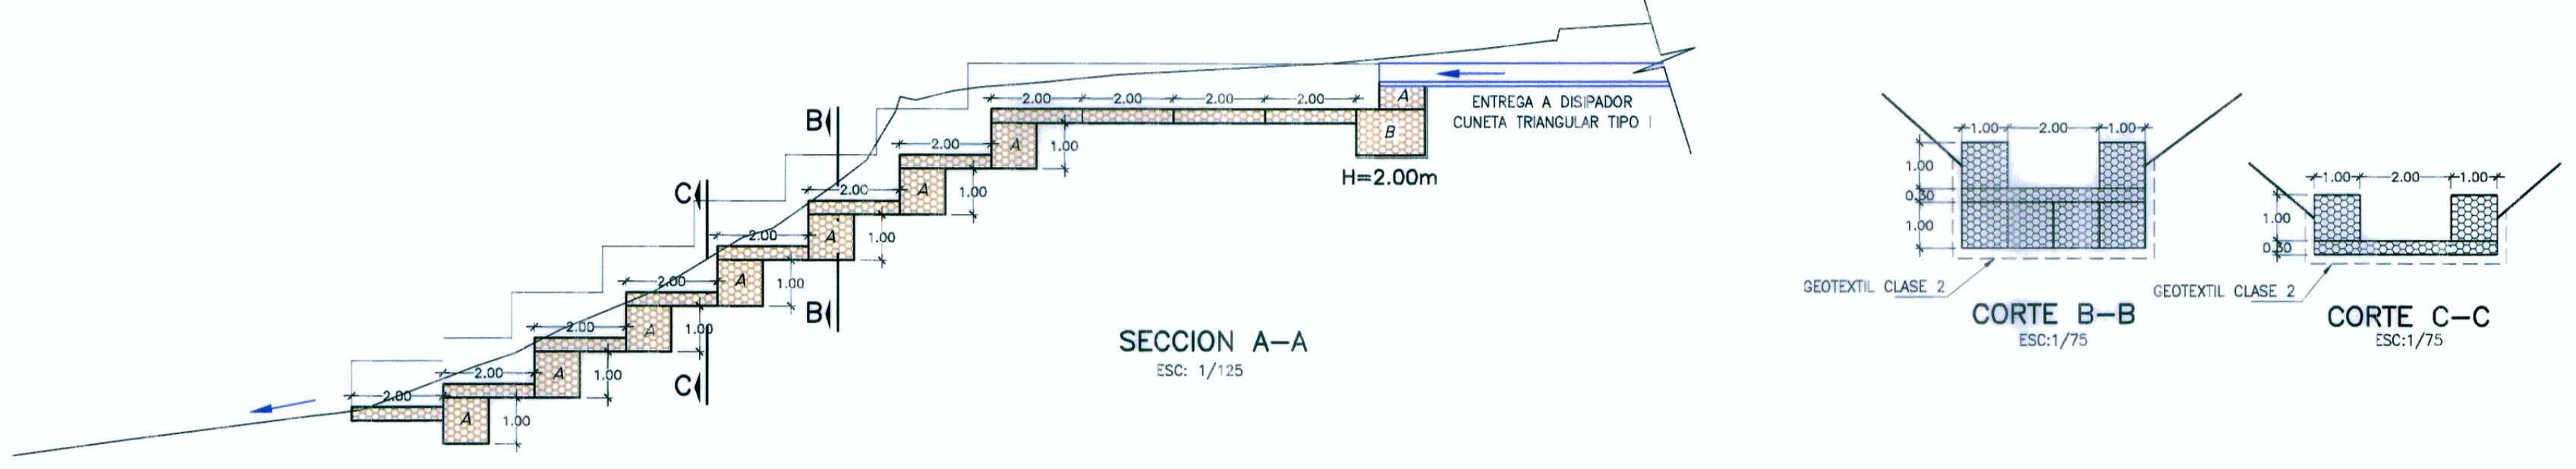 2.00 2.00 2.00 2.00
A
ENTREGA A DISIPADOR
CUNETA TRIANGULAR TIPO I
B
H=2.00m
B
2.00
A
1.00
C
2.00
A
1.00
2.00
A
1.00
2.00
A
1.00
B
2.00
A
1.00
C
2.00
A
1.00
2.00
A
1.00
2.00
SECCION A-A
ESC: 1/125
1.00 2.00 1.00
1.00
0.30
1.00
GEOTEXTIL CLASE 2
CORTE B-B
ESC:1/75
1.00 2.00 1.00
1.00
0.30
GEOTEXTIL CLASE 2
CORTE C-C
ESC:1/75